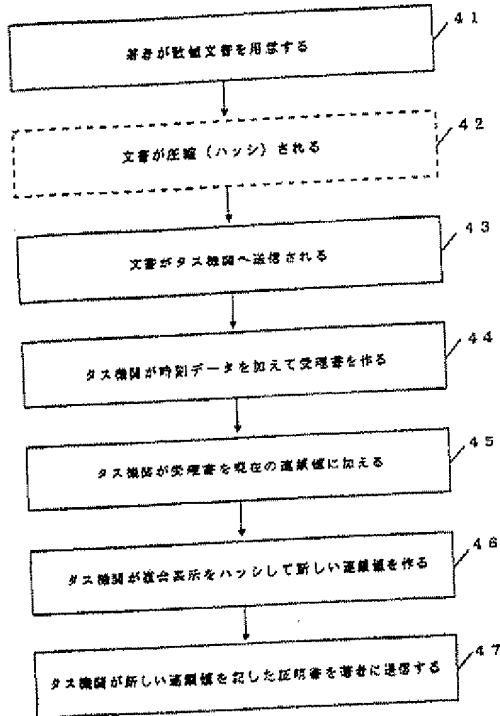 著者が数値文書を用意する
41
文書が圧縮（ハッシ）される
42
文書がタス機関へ送信される
43
タス機関が時刻データを加えて受理書を作る
44
タス機関が受理書を現在の連鎖値に加える
45
タス機関が複合表示をハッシして新しい連鎖値を作る
46
タス機関が新しい連鎖値を記した証明書を著者に送信する
47